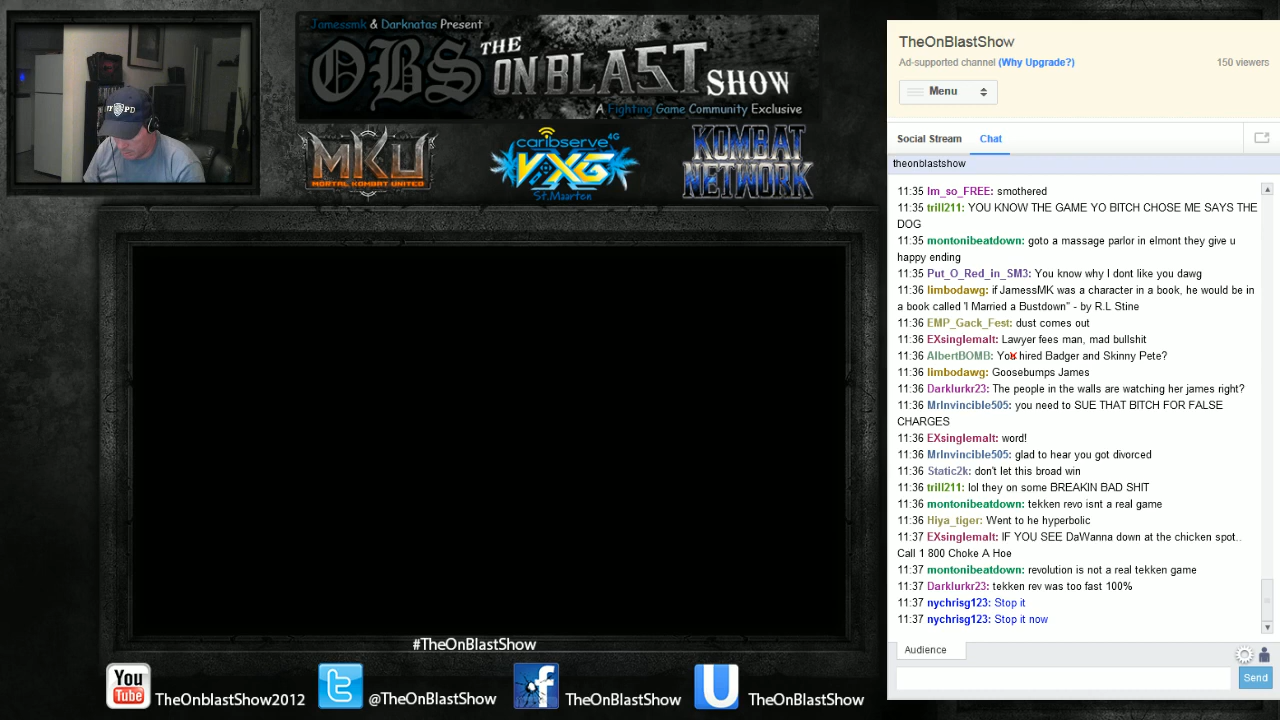 Jamessmk & Darknatas Present
OBS THE ON BLAST SHOW
A Fighting Game Community Exclusive
MKU
MORTAL KOMBAT UNITED
caribserve 4G
VXG
St.Maarten
KOMBAT
NETWORK
#TheOnBlastShow
You Tube TheOnblastShow2012
@TheOnBlastShow
TheOnBlastShow
TheOnBlastShow
TheOnBlastShow
Ad-supported channel (Why Upgrade?) 150 viewers
Menu
Social Stream Chat
theonblastshow
11:35 Im_so_FREE: smothered
11:35 trill211: YOU KNOW THE GAME YO BITCH CHOSE ME SAYS THE
DOG
11:35 montonibeatdown: goto a massage parlor in elmont they give u
happy ending
11:35 Put_O_Red_in_SM3: You know why I dont like you dawg
11:36 limbodawg: if JamessMK was a character in a book, he would be in
a book called 'I Married a Bustdown" - by R.L Stine
11:36 EMP_Gack_Fest: dust comes out
11:36 EXsinglemalt: Lawyer fees man, mad bullshit
11:36 AlbertBOMB: You hired Badger and Skinny Pete?
11:36 limbodawg: Goosebumps James
11:36 Darklurkr23: The people in the walls are watching her james right?
11:36 MrInvincible505: you need to SUE THAT BITCH FOR FALSE
CHARGES
11:36 EXsinglemalt: word!
11:36 MrInvincible505: glad to hear you got divorced
11:36 Static2k: don't let this broad win
11:36 trill211: lol they on some BREAKIN BAD SHIT
11:36 montonibeatdown: tekken revo isnt a real game
11:36 Hiya_tiger: Went to he hyperbolic
11:37 EXsinglemalt: IF YOU SEE DaWanna down at the chicken spot..
Call 1 800 Choke A Hoe
11:37 montonibeatdown: revolution is not a real tekken game
11:37 Darklurkr23: tekken rev was too fast 100%
11:37 nychrisg123: Stop it
11:37 nychrisg123: Stop it now
Audience
Send